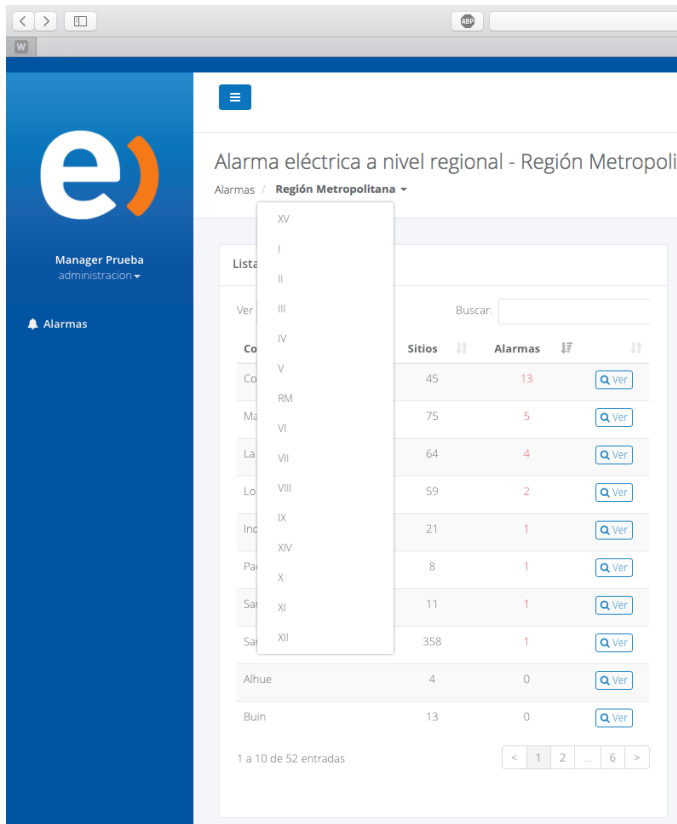 ABP
W
e)
Alarma eléctrica a nivel regional - Región Metropoli
Alarmas / Región Metropolitana
Manager Prueba
administracion
Alarmas
XV
I
II
III
IV
V
RM
VI
VII
VIII
IX
XIV
X
XI
XII
Lista
Ver Buscar:
Co Sitios Alarmas
Co 45 13 Ver
Ma 75 5 Ver
La 64 4 Ver
Lo 59 2 Ver
Inc 21 1 Ver
Pa 8 1 Ver
Sa 11 1 Ver
Sa 358 1 Ver
Alhue 4 0 Ver
Buin 13 0 Ver
1 a 10 de 52 entradas < 1 2 ... 6 >